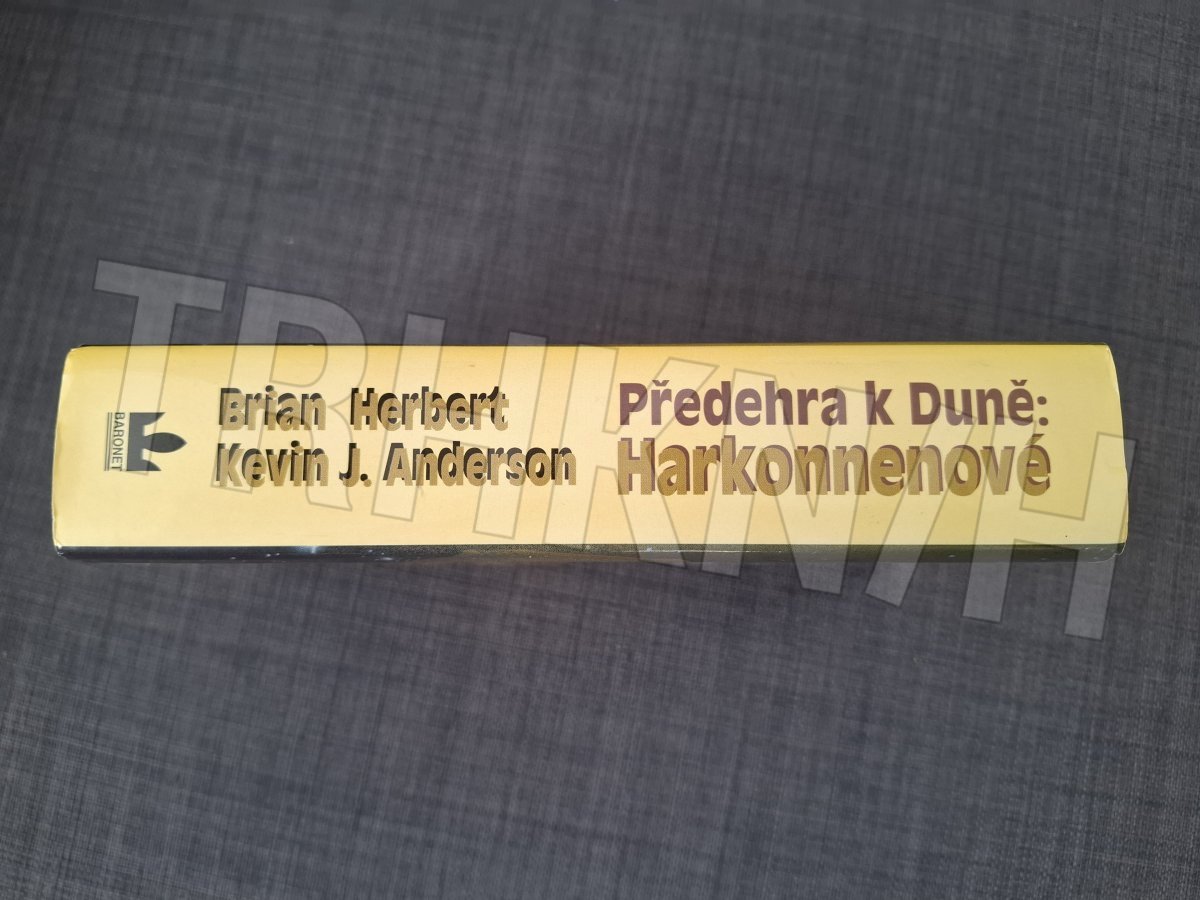 BARONET
Brian Herbert
Kevin J. Anderson
Předehra k Duně:
Harkonnenové
TRHKNIH